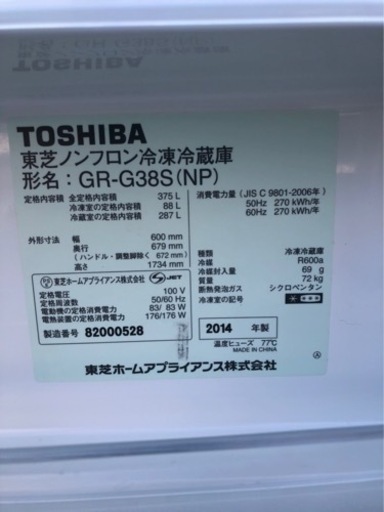 TOSHIBA
TOSHIBA
東芝ノンフロン冷凍冷蔵庫
形名：GR-G38S(NP)
定格内容積 全定格内容積 375 L
冷凍室の定格内容積 88 L
冷蔵室の定格内容積 287 L
消費電力量(JIS C 9801-2006年)
50Hz 270 kWh/年
60Hz 270 kWh/年
外形寸法 幅 600 mm
奥行 679 mm
(ハンドル・調整脚除く 672 mm)
高さ 1734 mm
種類 冷凍冷蔵庫
冷媒 R600a
冷媒封入量 69 g
質量 72 kg
断熱発泡ガス シクロペンタン
冷凍室の記号
東芝ホームアプライアンス株式会社 JET
定格電圧 100 V
定格周波数 50/60 Hz
電動機の定格消費電力 83/ 83 W
電熱装置の定格消費電力 176/176 W
製造番号 82000528
2014 年製
温度ヒューズ 77℃
MADE IN CHINA
A
東芝ホームアプライアンス株式会社